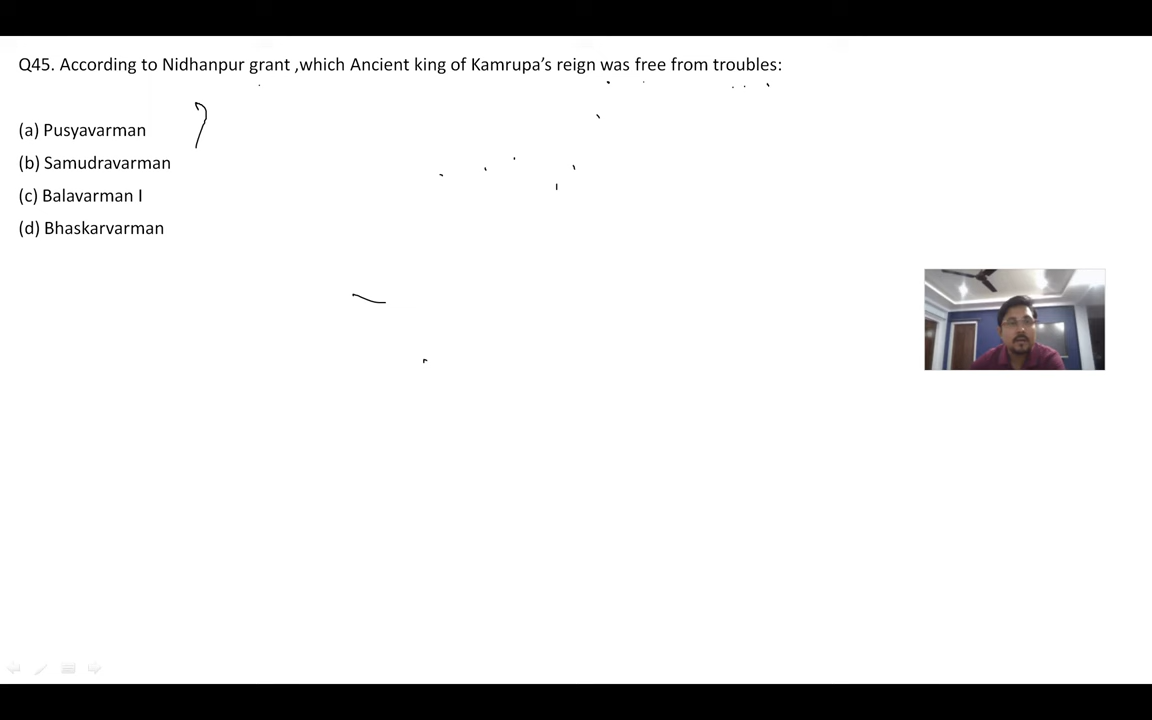 Q45. According to Nidhanpur grant ,which Ancient king of Kamrupa’s reign was free from troubles:
(a) Pusyavarman
(b) Samudravarman
(c) Balavarman I
(d) Bhaskarvarman